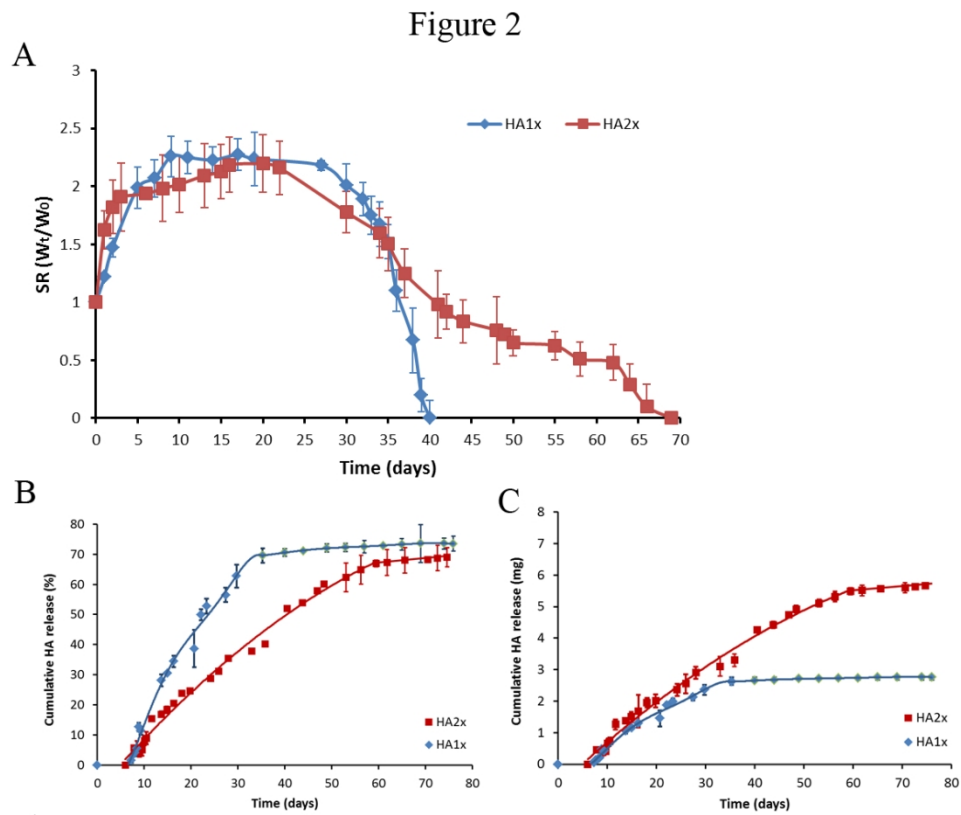 Figure 2
A
3
2.5
2
1.5
1
0.5
0
SR (Wt/W0)
HA1x
HA2x
0 5 10 15 20 25 30 35 40 45 50 55 60 65 70
Time (days)
B
80
70
60
50
40
30
20
10
0
Cumulative HA release (%)
HA2x
HA1x
0 10 20 30 40 50 60 70 80
Time (days)
C
8
7
6
5
4
3
2
1
0
Cumulative HA release (mg)
HA2x
HA1x
0 10 20 30 40 50 60 70 80
Time (days)